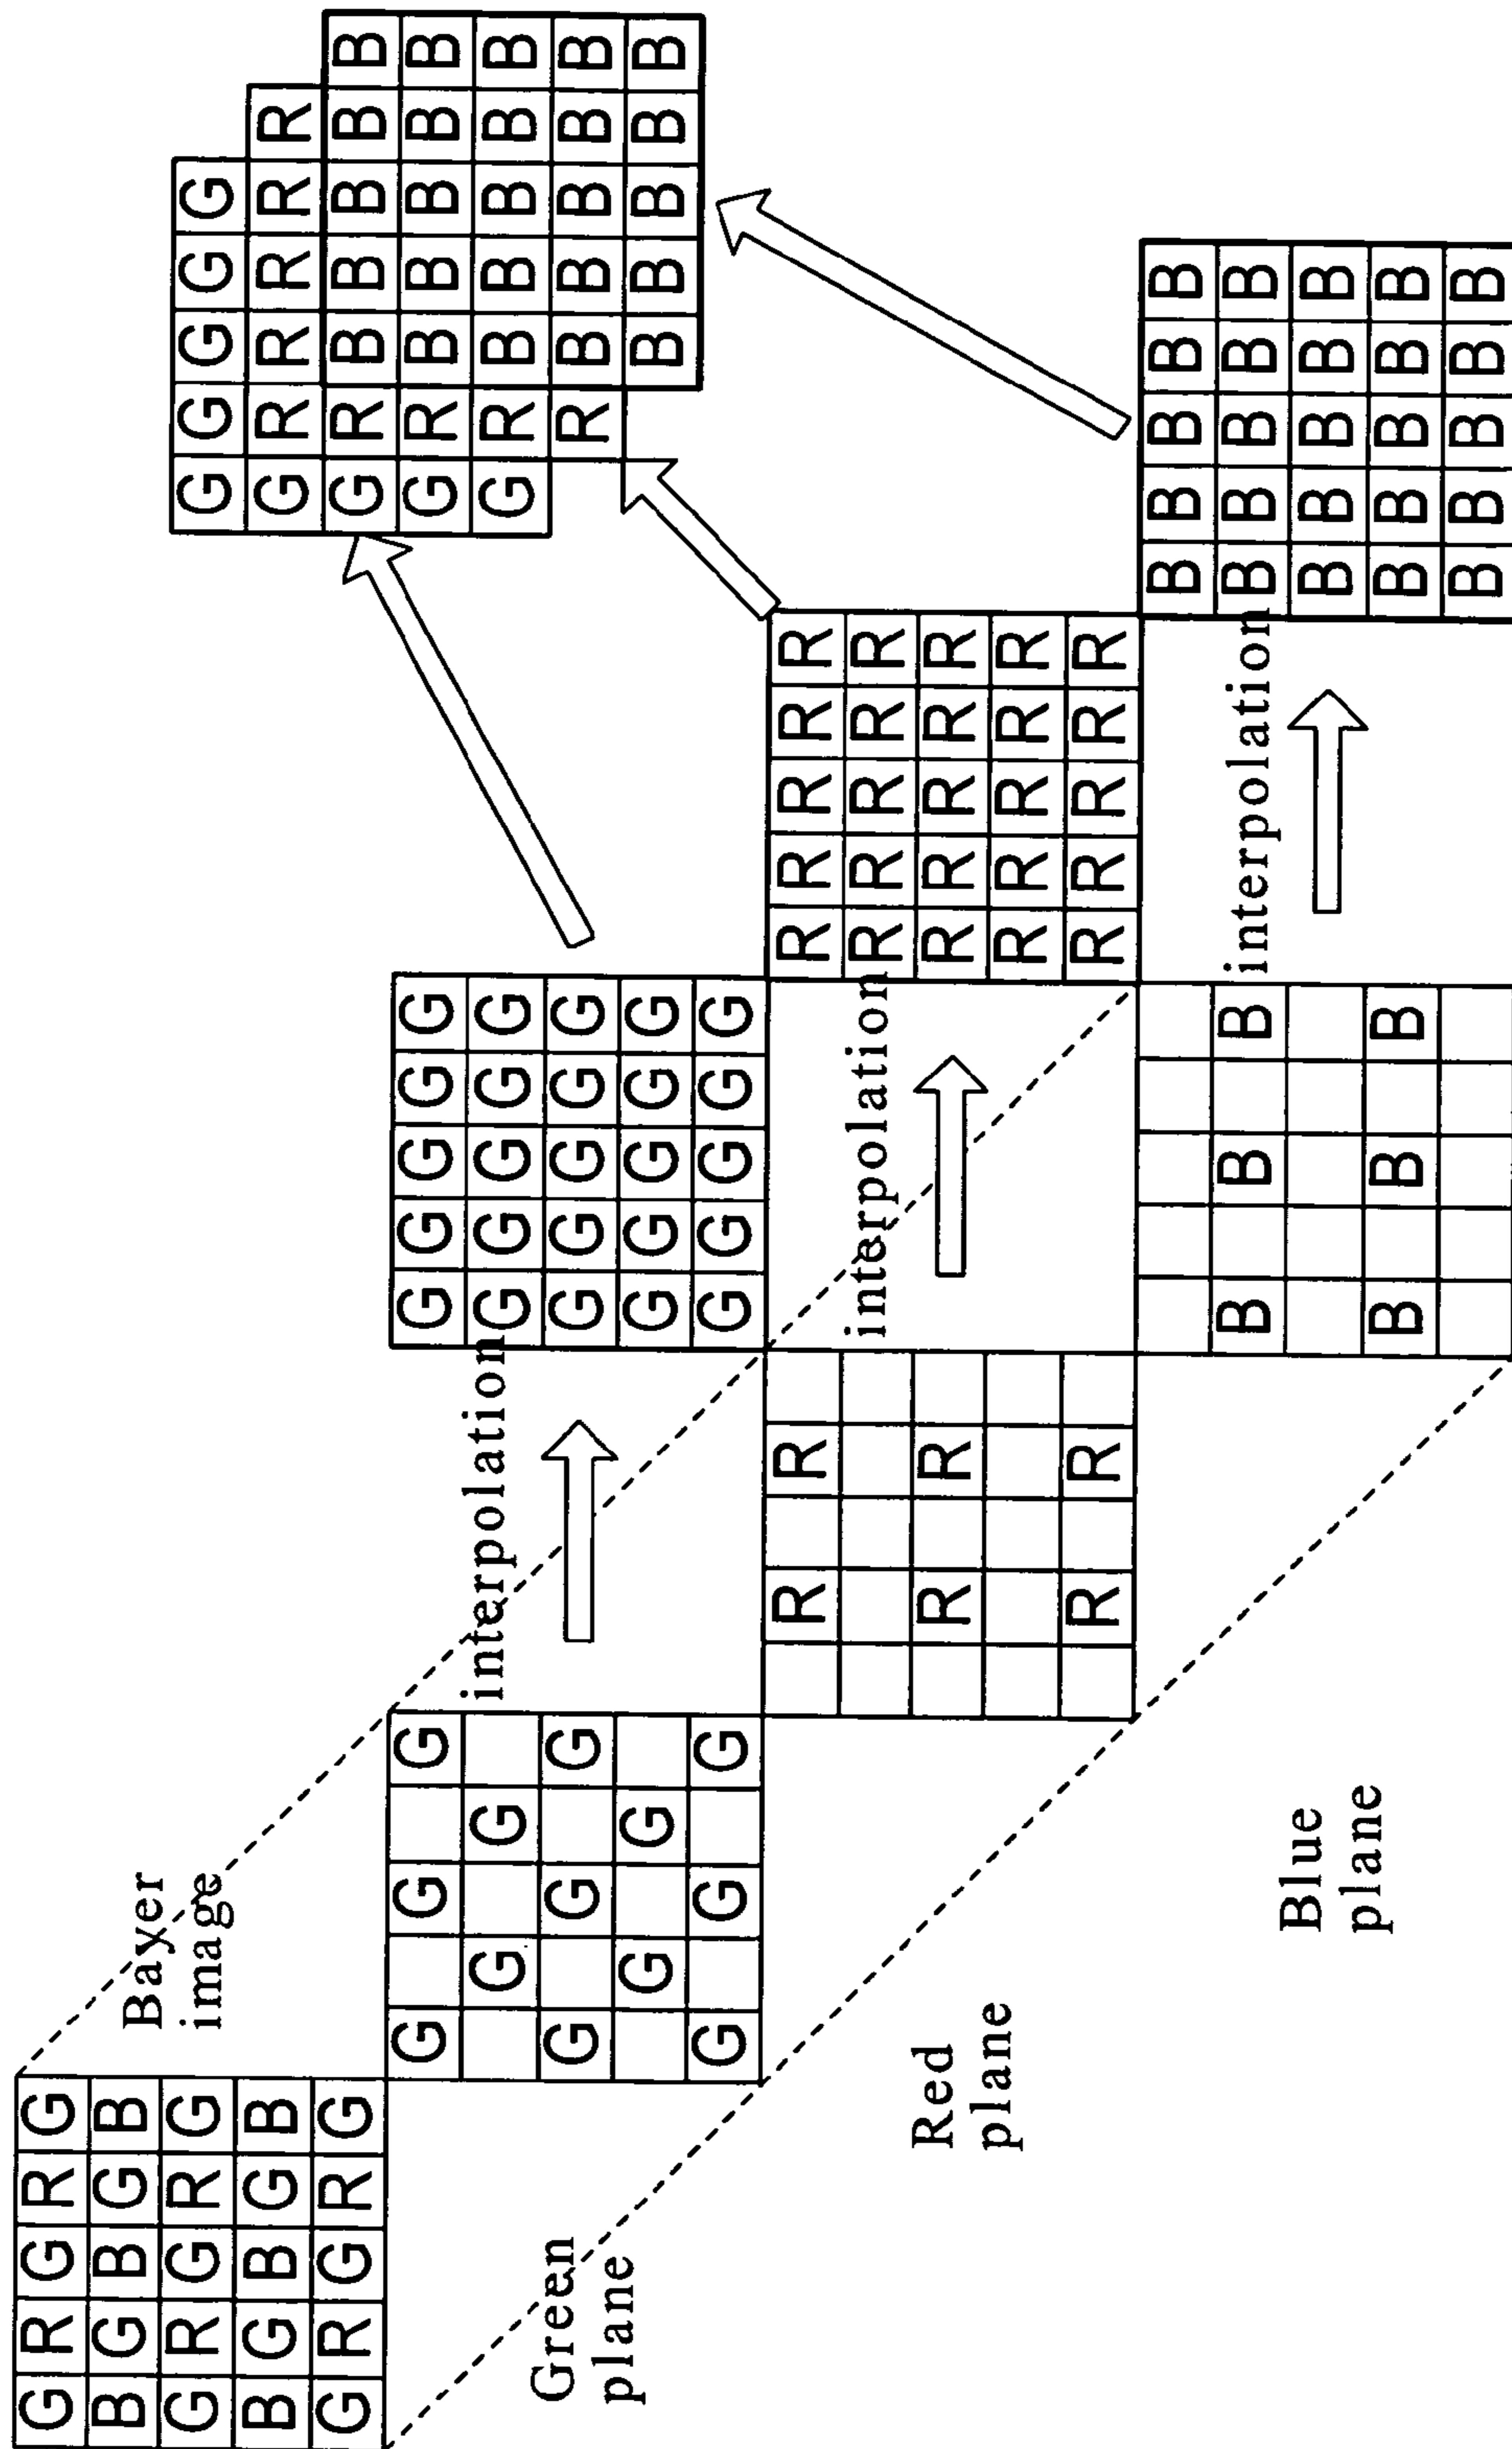 G R G R G
B G B G B
G R G R G
B G B G B
G R G R G
Bayer
image
G G G G G
G R R R R R
G R B B B B B
G R B B B B B
G R B B B B B
R B B B B B
B B B B B
Green
plane
G G G
G G
G G G
G G
G G G
interpolation
G G G G G
G G G G G
G G G G G
G G G G G
G G G G G
Red
plane
R R
R R
R R
interpolation
R R R R R
R R R R R
R R R R R
R R R R R
R R R R R
Blue
plane
B B B
B B B
interpolation
B B B B B
B B B B B
B B B B B
B B B B B
B B B B B